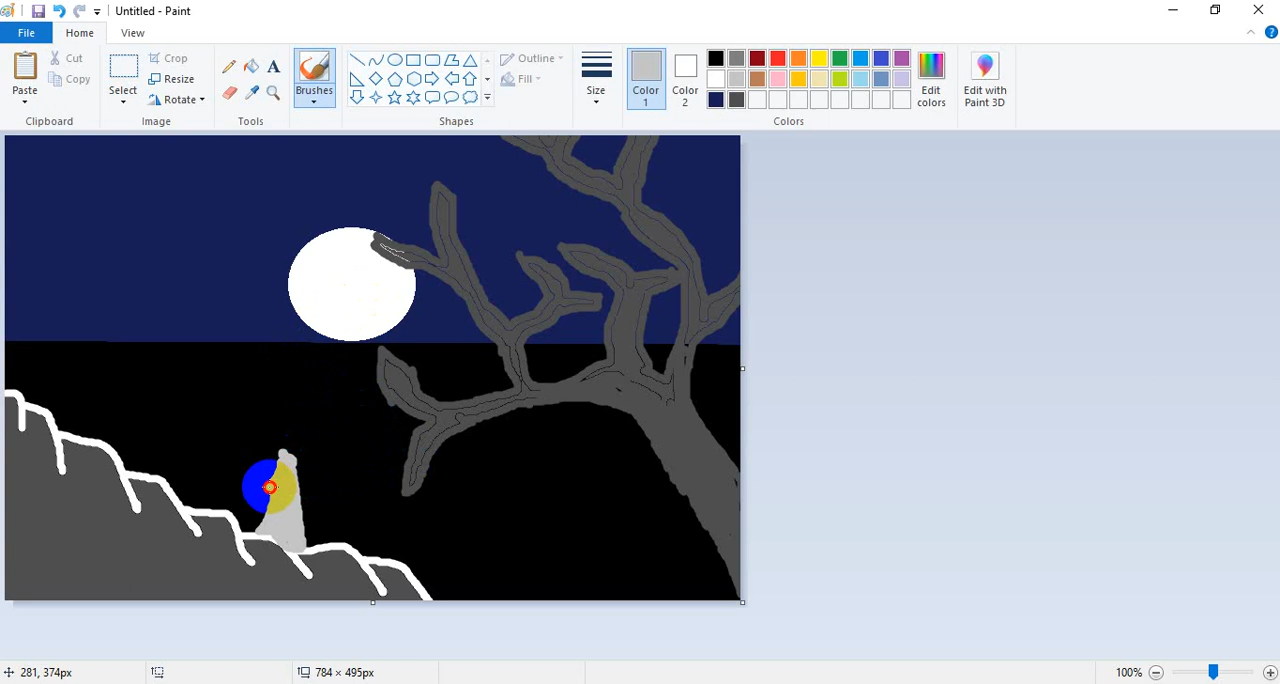 Untitled - Paint
File Home View
Paste
Cut
Copy
Clipboard
Select
Crop
Resize
Rotate
Image
A
Tools
Brushes
Shapes
Outline
Fill
Size
Color 1
Color 2
Colors
Edit colors
Edit with Paint 3D
281, 374px
784 × 495px
100%